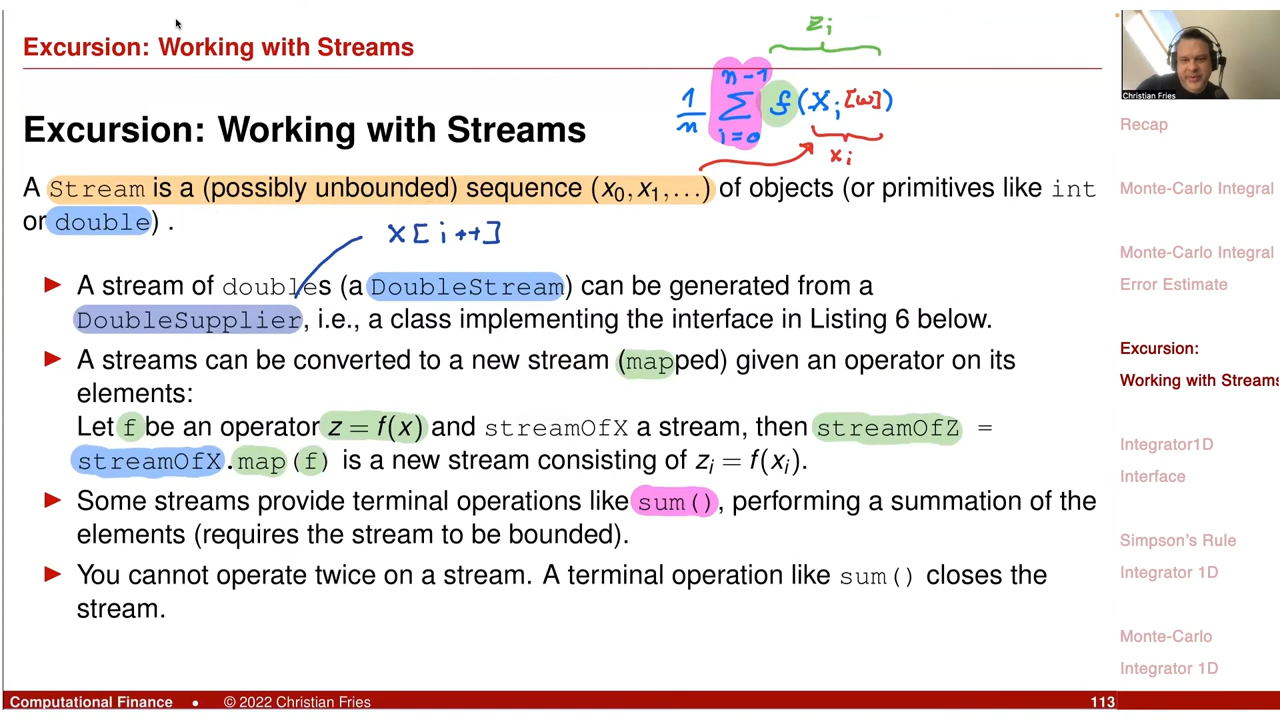 Excursion: Working with Streams
z_i
1/n ∑_{i=0}^{n-1} f(X_i[ω])
x_i
Excursion: Working with Streams
A Stream is a (possibly unbounded) sequence (x₀, x₁, …) of objects (or primitives like int
or double) .
x[i++]
▶ A stream of doubles (a DoubleStream) can be generated from a
DoubleSupplier, i.e., a class implementing the interface in Listing 6 below.
▶ A streams can be converted to a new stream (mapped) given an operator on its
elements:
Let f be an operator z = f(x) and streamOfX a stream, then streamOfZ =
streamOfX.map(f) is a new stream consisting of z_i = f(x_i).
▶ Some streams provide terminal operations like sum(), performing a summation of the
elements (requires the stream to be bounded).
▶ You cannot operate twice on a stream. A terminal operation like sum() closes the
stream.
Christian Fries
Recap
Monte-Carlo Integral
Monte-Carlo Integral
Error Estimate
Excursion:
Working with Streams
Integrator1D
Interface
Simpson's Rule
Integrator 1D
Monte-Carlo
Integrator 1D
Computational Finance • © 2022 Christian Fries 113